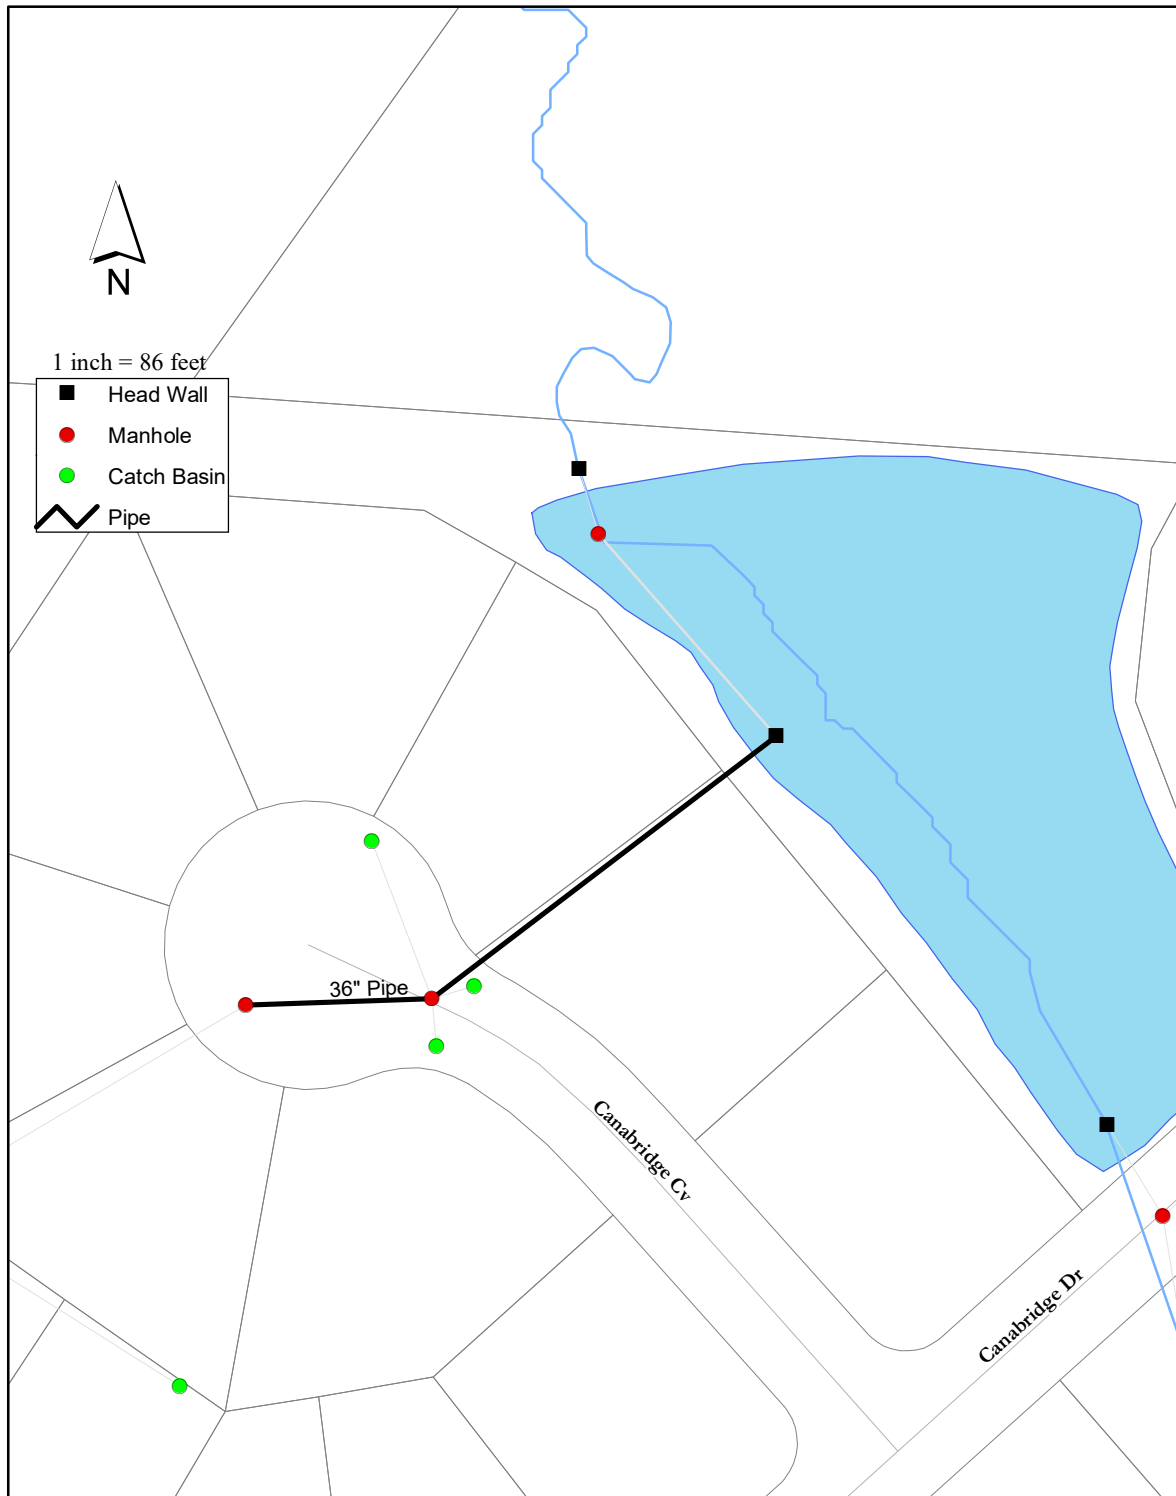 N
1 inch = 86 feet
Head Wall
Manhole
Catch Basin
Pipe
36" Pipe
Canabridge Cv
Canabridge Dr